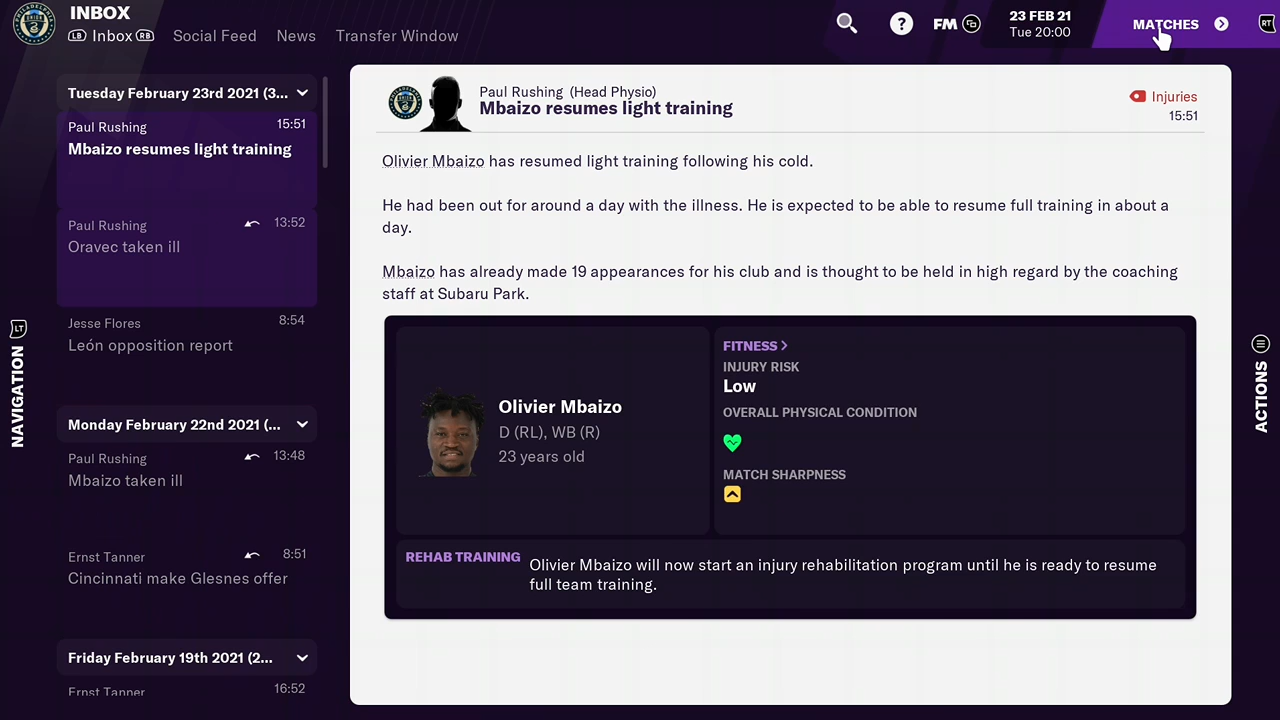 INBOX
LB Inbox RB Social Feed News Transfer Window
FM
23 FEB 21
Tue 20:00
MATCHES
RT
Tuesday February 23rd 2021 (3...
Paul Rushing 15:51
Mbaizo resumes light training
Paul Rushing 13:52
Oravec taken ill
Jesse Flores 8:54
León opposition report
Monday February 22nd 2021 (...
Paul Rushing 13:48
Mbaizo taken ill
Ernst Tanner 8:51
Cincinnati make Glesnes offer
Friday February 19th 2021 (2...
Ernst Tanner 16:52
LT
NAVIGATION
Paul Rushing (Head Physio)
Mbaizo resumes light training
Injuries
15:51
Olivier Mbaizo has resumed light training following his cold.
He had been out for around a day with the illness. He is expected to be able to resume full training in about a
day.
Mbaizo has already made 19 appearances for his club and is thought to be held in high regard by the coaching
staff at Subaru Park.
Olivier Mbaizo
D (RL), WB (R)
23 years old
FITNESS
INJURY RISK
Low
OVERALL PHYSICAL CONDITION
MATCH SHARPNESS
REHAB TRAINING
Olivier Mbaizo will now start an injury rehabilitation program until he is ready to resume
full team training.
ACTIONS